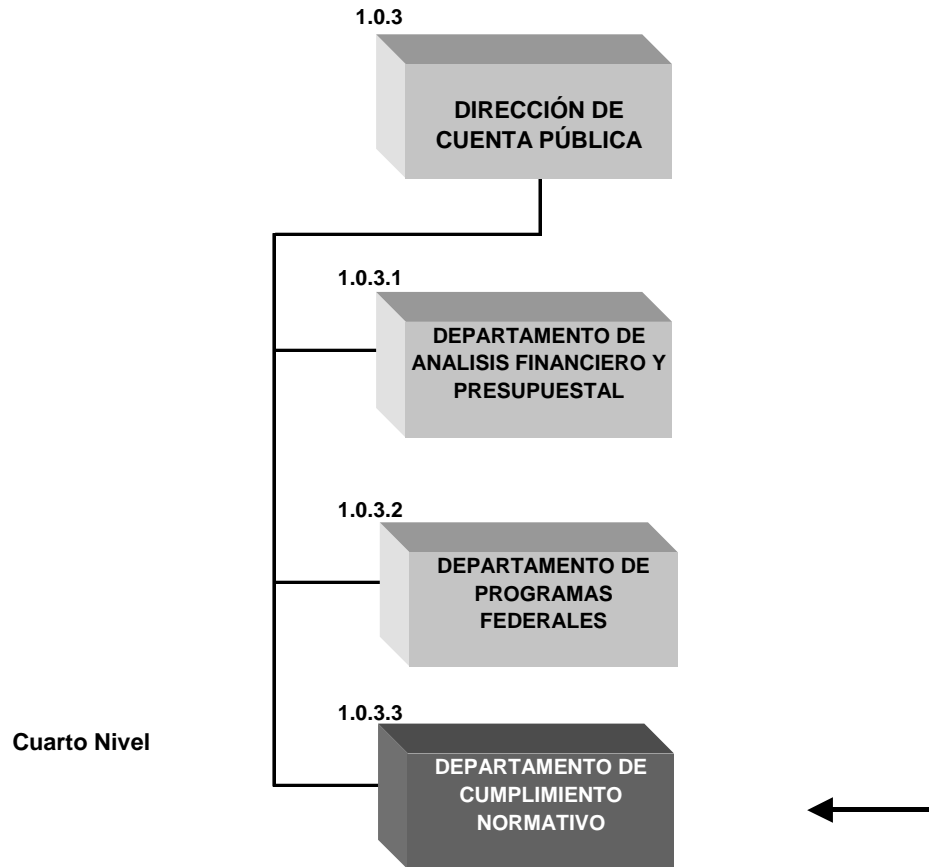 1.0.3
DIRECCIÓN DE
CUENTA PÚBLICA
1.0.3.1
DEPARTAMENTO DE
ANALISIS FINANCIERO Y
PRESUPUESTAL
1.0.3.2
DEPARTAMENTO DE
PROGRAMAS
FEDERALES
1.0.3.3
Cuarto Nivel
DEPARTAMENTO DE
CUMPLIMIENTO
NORMATIVO